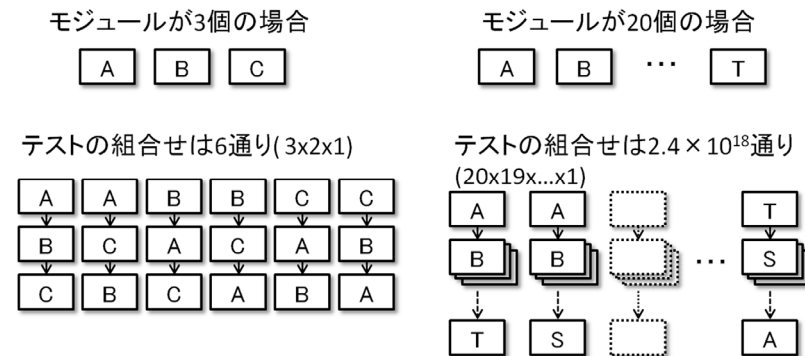 モジュールが3個の場合
A B C
テストの組合せは6通り( 3x2x1)
A A B B C C
B C A C A B
C B C A B A
モジュールが20個の場合
A B ··· T
テストの組合せは2.4×10¹⁸通り
(20x19x...x1)
A A T
B B ··· S
T S A